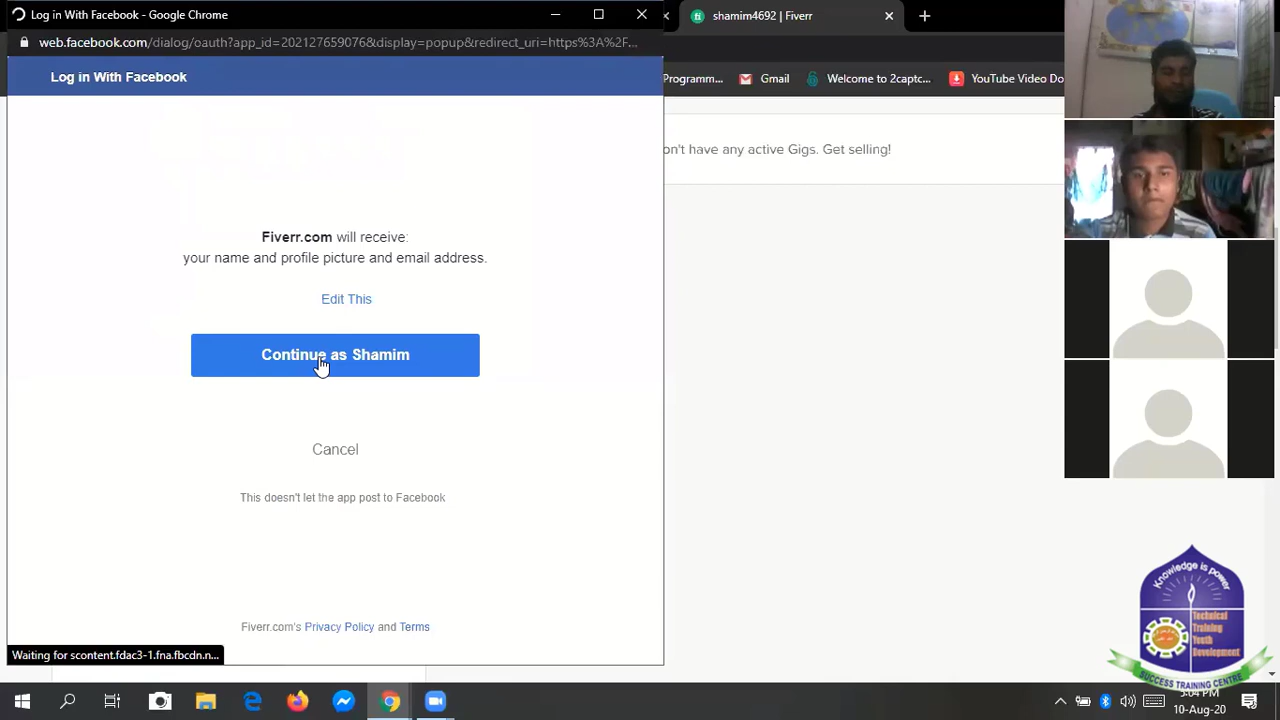 Log in With Facebook - Google Chrome
shamim4692 | Fiverr
web.facebook.com/dialog/oauth?app_id=202127659076&display=popup&redirect_uri=https%3A%2F...
Programm...
Gmail
Welcome to 2captc...
YouTube Video Do
Log in With Facebook
on't have any active Gigs. Get selling!
Fiverr.com will receive:
your name and profile picture and email address.
Edit This
Continue as Shamim
Cancel
This doesn't let the app post to Facebook
Fiverr.com's Privacy Policy and Terms
Waiting for scontent.fdac3-1.fna.fbcdn.n...
Knowledge is power
Technical
Training
Youth
Development
SUCCESS TRAINING CENTRE
5:04 PM
10-Aug-20